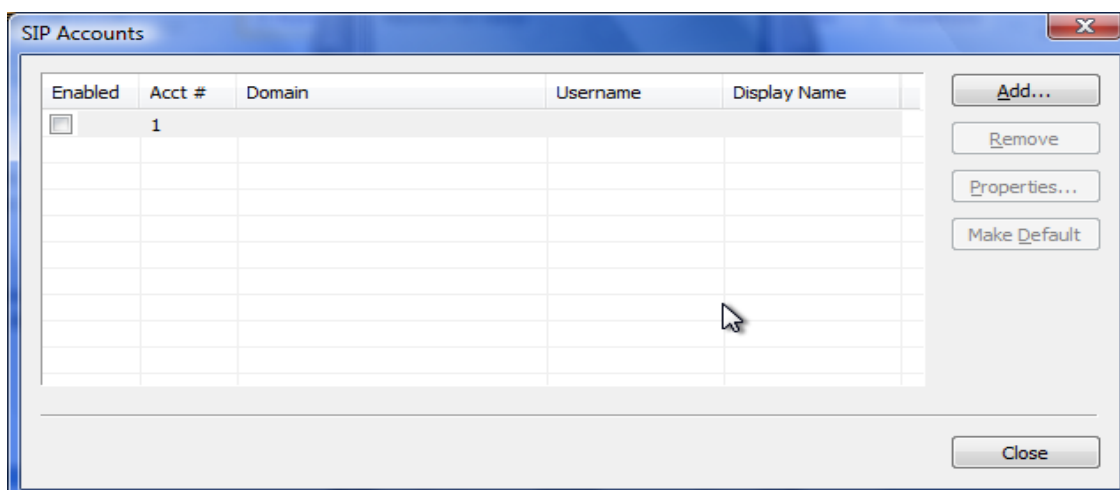 SIP Accounts
Enabled Acct # Domain Username Display Name
1
Add...
Remove
Properties...
Make Default
Close